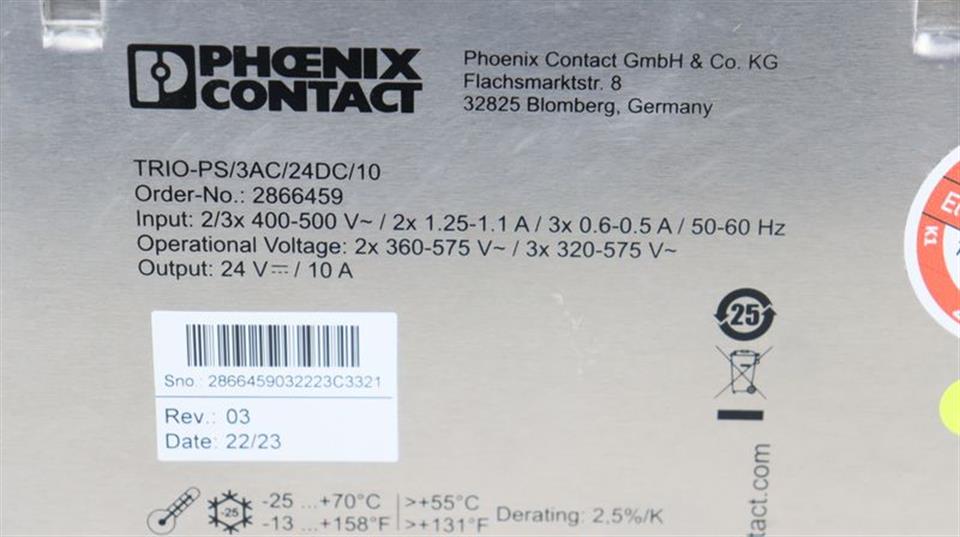 PHŒNIX
CONTACT
Phoenix Contact GmbH & Co. KG
Flachsmarktstr. 8
32825 Blomberg, Germany
TRIO-PS/3AC/24DC/10
Order-No.: 2866459
Input: 2/3x 400-500 V~ / 2x 1.25-1.1 A / 3x 0.6-0.5 A / 50-60 Hz
Operational Voltage: 2x 360-575 V~ / 3x 320-575 V~
Output: 24 V⎓ / 10 A
K1
25
Sno.: 2866459032223C3321
Rev.: 03
Date: 22/23
-25
-25 ...+70°C
-13 ...+158°F
>+55°C
>+131°F
Derating: 2,5%/K
tact.com